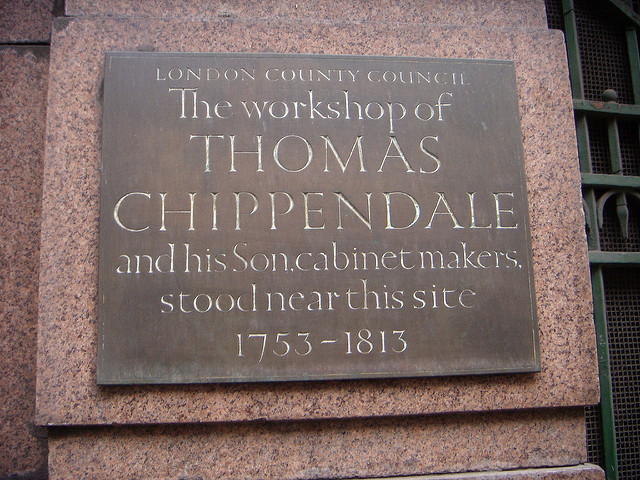 LONDON COUNTY COUNCIL
The workshop of
THOMAS
CHIPPENDALE
and his Son, cabinet makers,
stood near this site
1753-1813